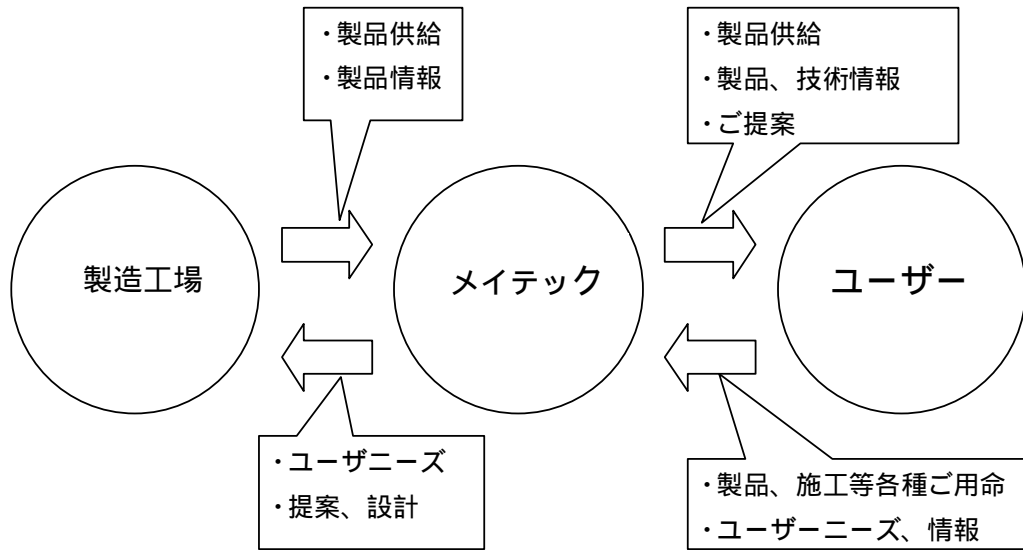 ・製品供給
・製品情報
・製品供給
・製品、技術情報
・ご提案
製造工場
メイテック
ユーザー
・ユーザニーズ
・提案、設計
・製品、施工等各種ご用命
・ユーザーニーズ、情報